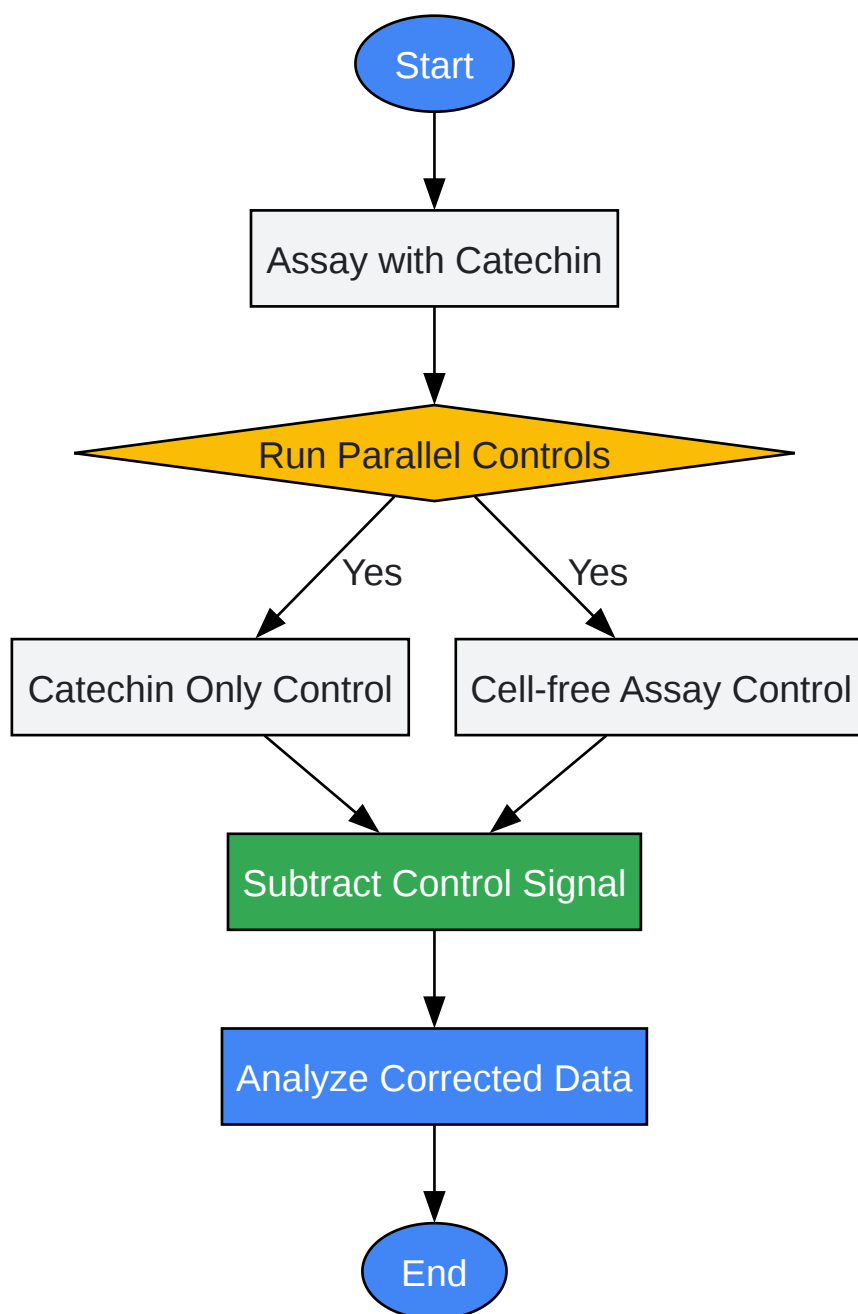 Start
Assay with Catechin
Run Parallel Controls
Yes
Yes
Catechin Only Control
Cell-free Assay Control
Subtract Control Signal
Analyze Corrected Data
End